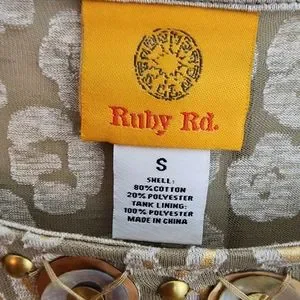 Ruby Rd.
S
SHELL:
80% COTTON
20% POLYESTER
TANK LINING:
100% POLYESTER
MADE IN CHINA